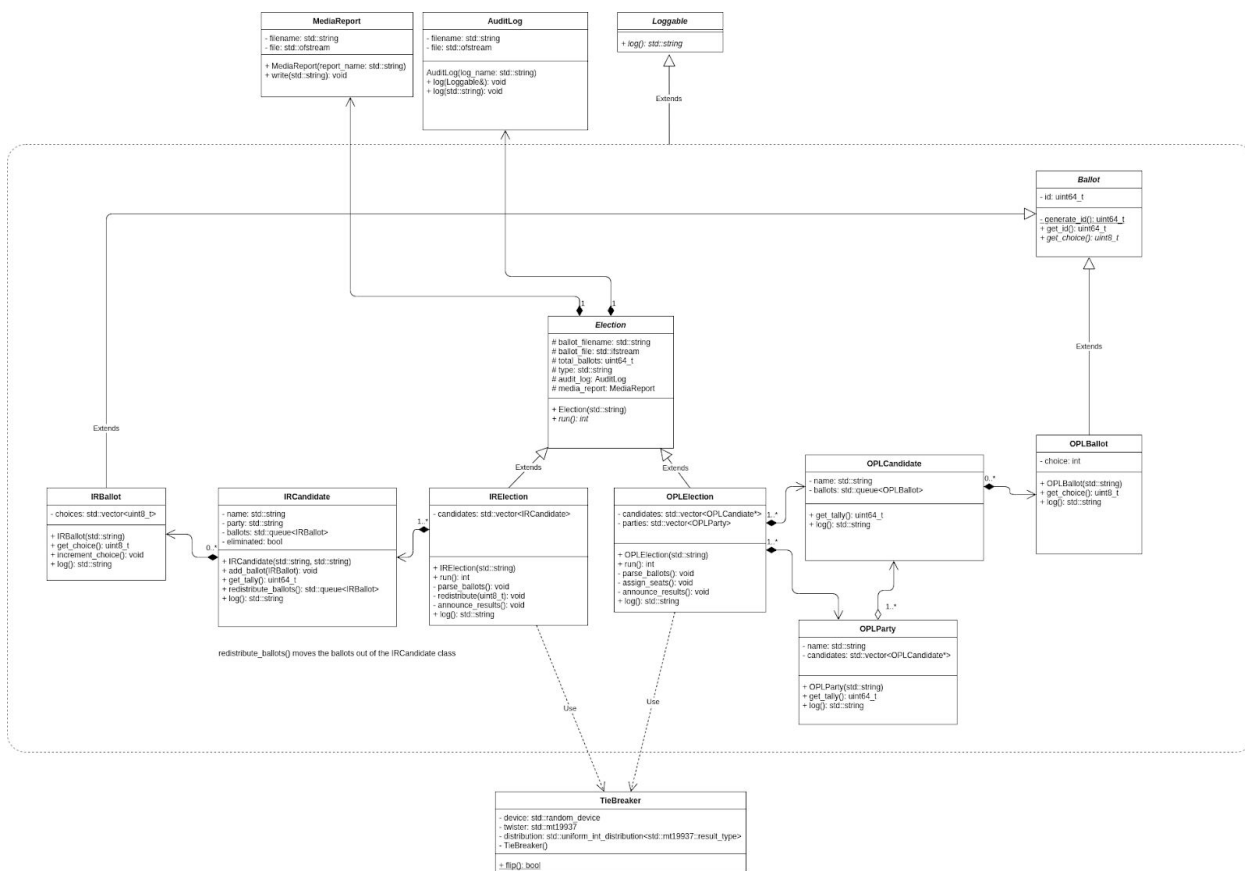 MediaReport
- filename: std::string
- file: std::ofstream
+ MediaReport(report_name: std::string)
+ write(std::string): void
AuditLog
- filename: std::string
- file: std::ofstream
AuditLog(log_name: std::string)
+ log(Loggable&): void
+ log(std::string): void
Loggable
+ log(): std::string
Extends
Ballot
- id: uint64_t
- generate_id(): uint64_t
+ get_id(): uint64_t
+ get_choice(): uint8_t
1
1
Election
# ballot_filename: std::string
# ballot_file: std::ifstream
# total_ballots: uint64_t
# type: std::string
# audit_log: AuditLog
# media_report: MediaReport
+ Election(std::string)
+ run(): int
Extends
Extends
Extends
Extends
IRBallot
- choices: std::vector<uint8_t>
+ IRBallot(std::string)
+ get_choice(): uint8_t
+ increment_choice(): void
+ log(): std::string
0..*
IRCandidate
- name: std::string
- party: std::string
- ballots: std::queue<IRBallot>
- eliminated: bool
+ IRCandidate(std::string, std::string)
+ add_ballot(IRBallot): void
+ get_tally(): uint64_t
+ redistribute_ballots(): std::queue<IRBallot>
+ log(): std::string
1..*
IRElection
- candidates: std::vector<IRCandidate>
+ IRElection(std::string)
+ run(): int
- parse_ballots(): void
- redistribute(uint8_t): void
- announce_results(): void
+ log(): std::string
OPLElection
- candidates: std::vector<OPLCandiate*>
- parties: std::vector<OPLParty>
+ OPLElection(std::string)
+ run(): int
- parse_ballots(): void
- assign_seats(): void
- announce_results(): void
+ log(): std::string
1..*
1..*
OPLCandidate
- name: std::string
- ballots: std::queue<OPLBallot>
+ get_tally(): uint64_t
+ log(): std::string
0..*
OPLBallot
- choice: int
+ OPLBallot(std::string)
+ get_choice(): uint8_t
+ log(): std::string
1..*
OPLParty
- name: std::string
- candidates: std::vector<OPLCandidate*>
+ OPLParty(std::string)
+ get_tally(): uint64_t
+ log(): std::string
redistribute_ballots() moves the ballots out of the IRCandidate class
Use
Use
TieBreaker
- device: std::random_device
- twister: std::mt19937
- distribution: std::uniform_int_distribution<std::mt19937::result_type>
- TieBreaker()
+ flip(): bool